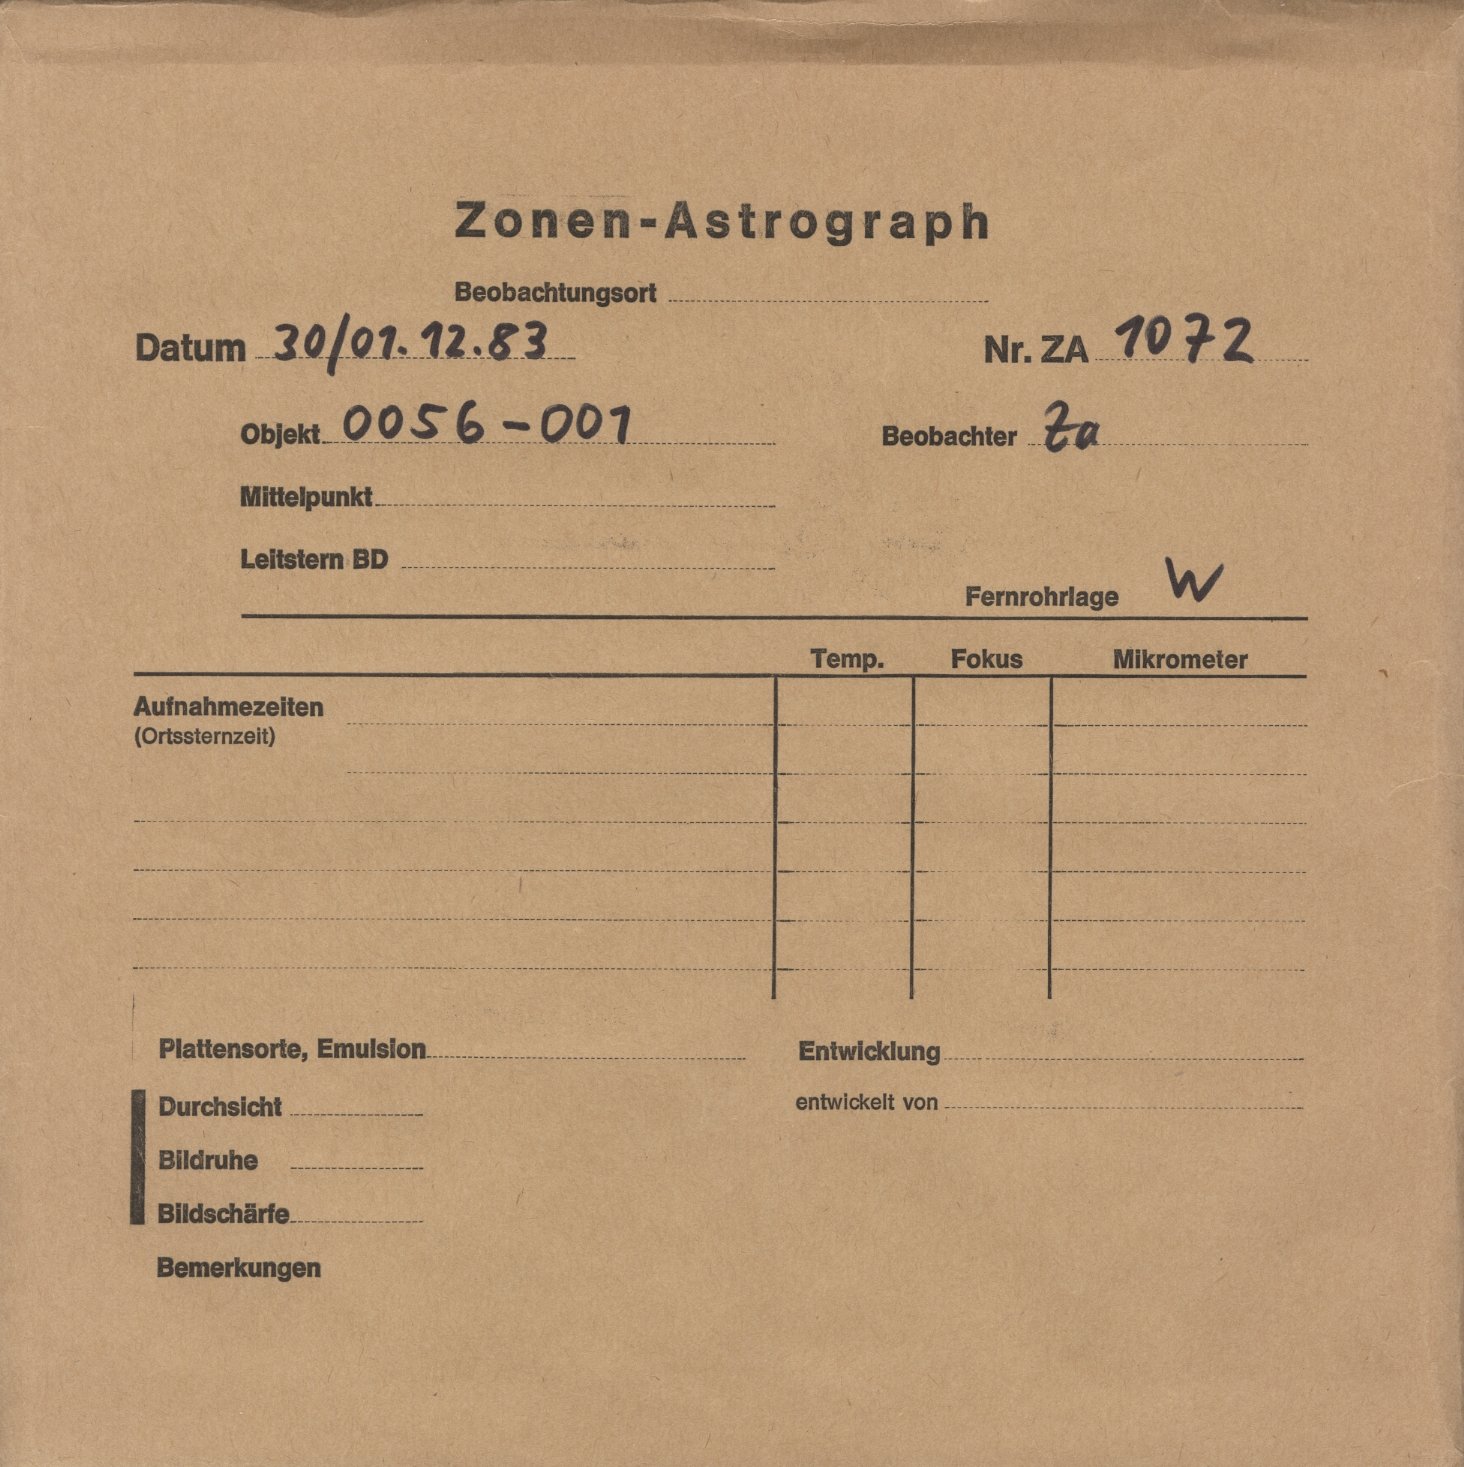 Zonen-Astrograph
Beobachtungsort
Datum 30/01.12.83 Nr. ZA 1072
Objekt 0056-001 Beobachter Za
Mittelpunkt
Leitstern BD
Fernrohrlage W
Temp. Fokus Mikrometer
Aufnahmezeiten
(Ortssternzeit)
Plattensorte, Emulsion Entwicklung
Durchsicht entwickelt von
Bildruhe
Bildschärfe
Bemerkungen